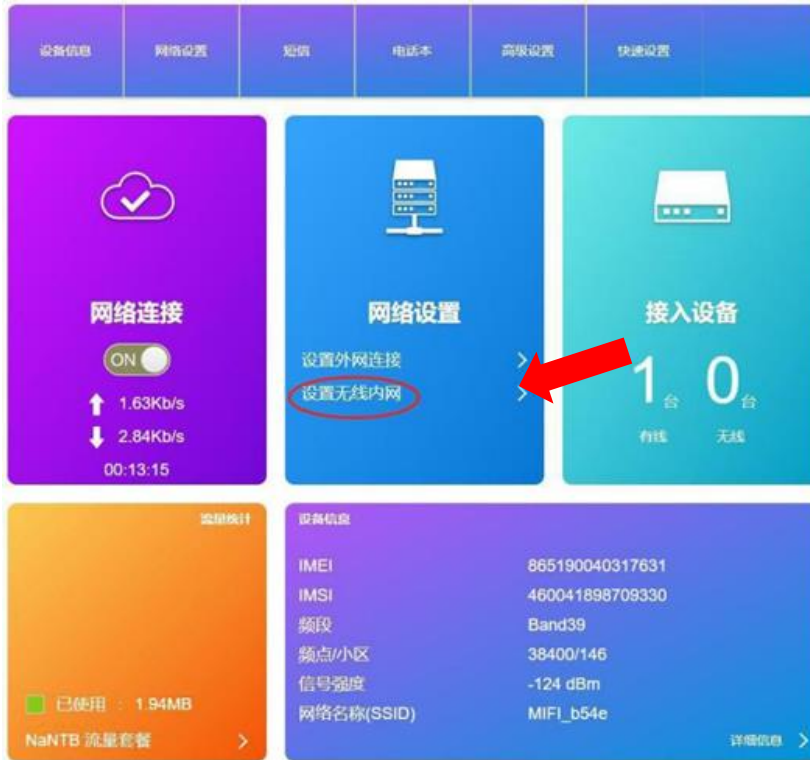 设备信息 网络设置 短信 电话本 高级设置 快速设置
网络连接
ON
1.63Kb/s
2.84Kb/s
00:13:15
网络设置
设置外网连接
设置无线内网
接入设备
1台 0台
有线 无线
流量统计
已使用 : 1.94MB
NaNTB 流量套餐
设备信息
IMEI 865190040317631
IMSI 460041898709330
频段 Band39
频点/小区 38400/146
信号强度 -124 dBm
网络名称(SSID) MIFI_b54e
详细信息